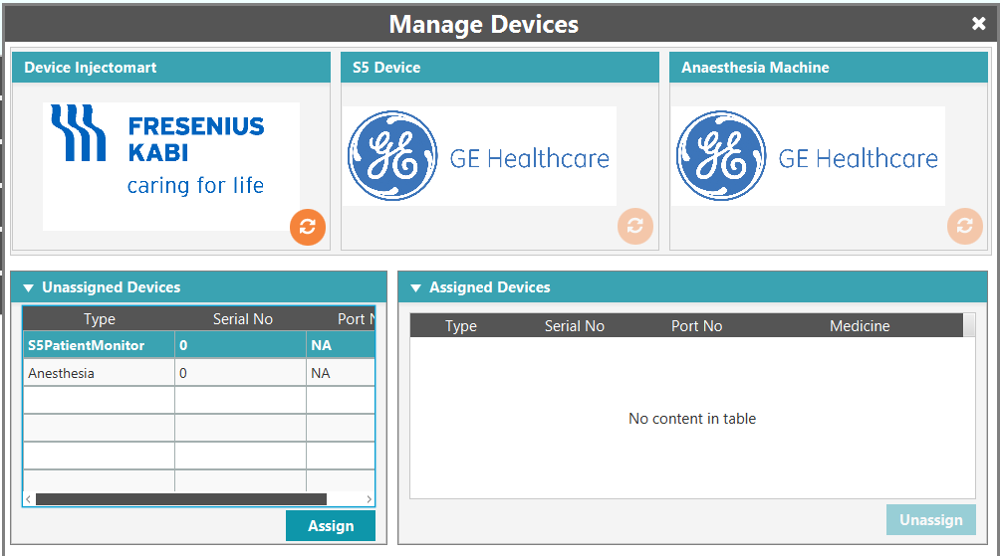 Manage Devices
Device Injectomart
S5 Device
Anaesthesia Machine
FRESENIUS
KABI
caring for life
GE GE Healthcare
GE GE Healthcare
Unassigned Devices
Type Serial No Port N
S5PatientMonitor 0 NA
Anesthesia 0 NA
Assign
Assigned Devices
Type Serial No Port No Medicine
No content in table
Unassign